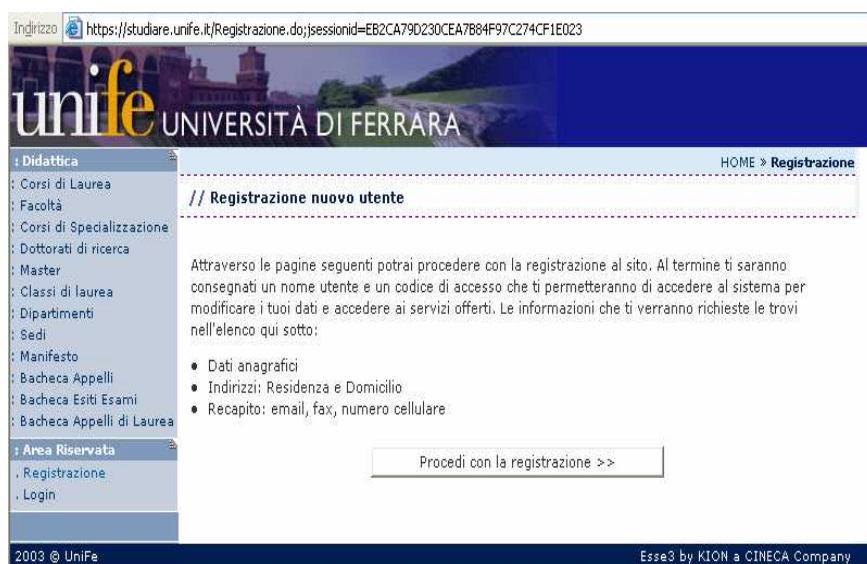 Indirizzo https://studiare.unife.it/Registrazione.do;jsessionid=EB2CA79D230CEA7B84F97C274CF1E023
unife UNIVERSITÀ DI FERRARA
: Didattica
: Corsi di Laurea
: Facoltà
: Corsi di Specializzazione
: Dottorati di ricerca
: Master
: Classi di laurea
: Dipartimenti
: Sedi
: Manifesto
: Bacheca Appelli
: Bacheca Esiti Esami
: Bacheca Appelli di Laurea
: Area Riservata
. Registrazione
. Login
HOME » Registrazione
// Registrazione nuovo utente
Attraverso le pagine seguenti potrai procedere con la registrazione al sito. Al termine ti saranno
consegnati un nome utente e un codice di accesso che ti permetteranno di accedere al sistema per
modificare i tuoi dati e accedere ai servizi offerti. Le informazioni che ti verranno richieste le trovi
nell'elenco qui sotto:
● Dati anagrafici
● Indirizzi: Residenza e Domicilio
● Recapito: email, fax, numero cellulare
Procedi con la registrazione >>
2003 @ UniFe
Esse3 by KION a CINECA Company